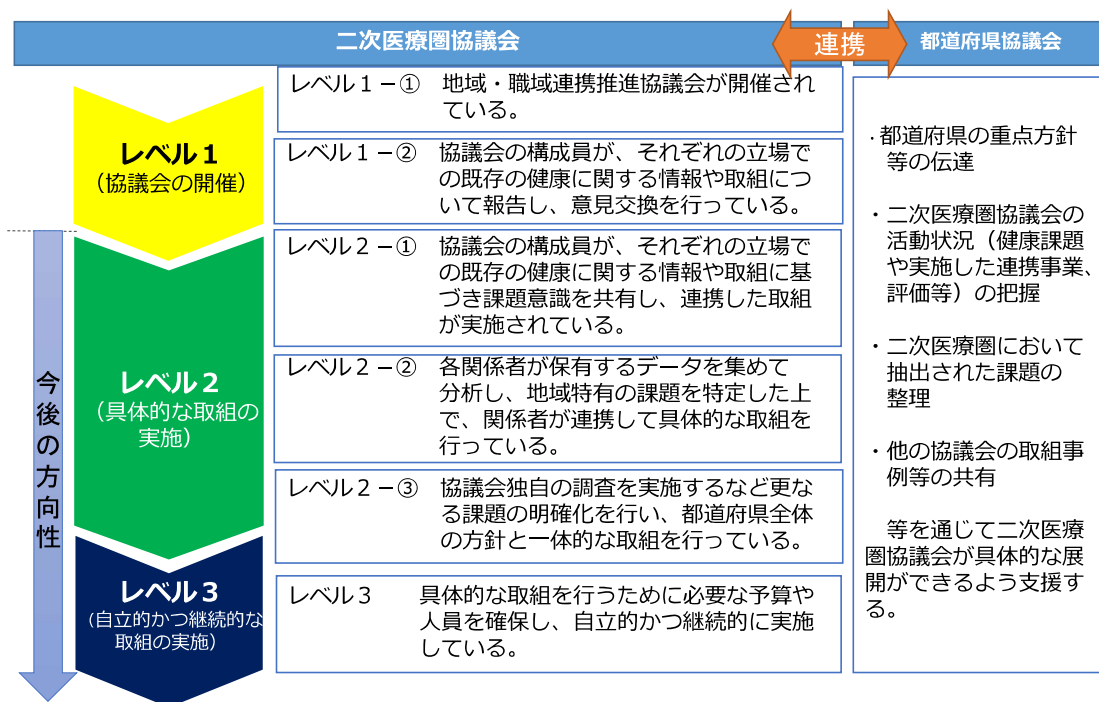 二次医療圏協議会
連携
都道府県協議会
今後の方向性
レベル１
（協議会の開催）
レベル１－① 地域・職域連携推進協議会が開催され
ている。
レベル１－② 協議会の構成員が、それぞれの立場で
の既存の健康に関する情報や取組につ
いて報告し、意見交換を行っている。
レベル２
（具体的な取組の
実施）
レベル２－① 協議会の構成員が、それぞれの立場で
の既存の健康に関する情報や取組に基
づき課題意識を共有し、連携した取組
が実施されている。
レベル２－② 各関係者が保有するデータを集めて
分析し、地域特有の課題を特定した上
で、関係者が連携して具体的な取組を
行っている。
レベル２－③ 協議会独自の調査を実施するなど更な
る課題の明確化を行い、都道府県全体
の方針と一体的な取組を行っている。
レベル３
(自立的かつ継続的な
取組の実施）
レベル３ 具体的な取組を行うために必要な予算や
人員を確保し、自立的かつ継続的に実施
している。
・都道府県の重点方針
等の伝達
・二次医療圏協議会の
活動状況（健康課題
や実施した連携事業、
評価等）の把握
・二次医療圏において
抽出された課題の
整理
・他の協議会の取組事
例等の共有
等を通じて二次医療
圏協議会が具体的な展
開ができるよう支援す
る。